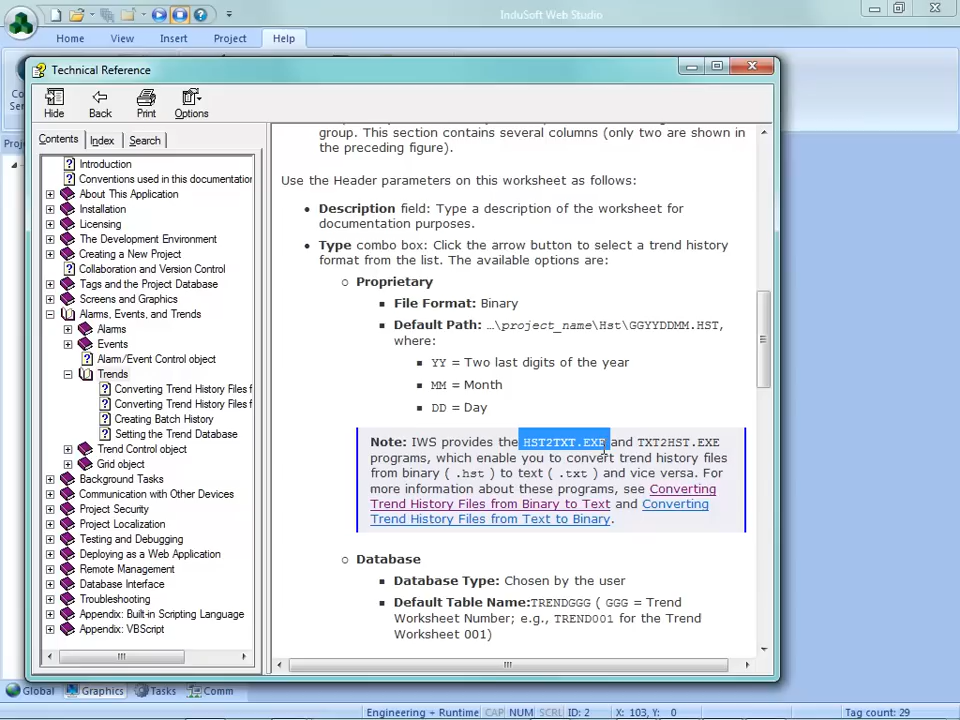 InduSoft Web Studio
Home View Insert Project Help
Technical Reference
Hide Back Print Options
Contents Index Search
Introduction
Conventions used in this documentation
About This Application
Installation
Licensing
The Development Environment
Creating a New Project
Collaboration and Version Control
Tags and the Project Database
Screens and Graphics
Alarms, Events, and Trends
Alarms
Events
Alarm/Event Control object
Trends
Converting Trend History Files f
Converting Trend History Files f
Creating Batch History
Setting the Trend Database
Trend Control object
Grid object
Background Tasks
Communication with Other Devices
Project Security
Project Localization
Testing and Debugging
Deploying as a Web Application
Remote Management
Database Interface
Troubleshooting
Appendix: Built-in Scripting Language
Appendix: VBScript
group. This section contains several columns (only two are shown in
the preceding figure).
Use the Header parameters on this worksheet as follows:
• Description field: Type a description of the worksheet for
documentation purposes.
• Type combo box: Click the arrow button to select a trend history
format from the list. The available options are:
Proprietary
File Format: Binary
Default Path: …\project_name\Hst\GGYYDDMM.HST,
where:
YY = Two last digits of the year
MM = Month
DD = Day
Note: IWS provides the HST2TXT.EXE and TXT2HST.EXE
programs, which enable you to convert trend history files
from binary ( .hst ) to text ( .txt ) and vice versa. For
more information about these programs, see Converting
Trend History Files from Binary to Text and Converting
Trend History Files from Text to Binary.
Database
Database Type: Chosen by the user
Default Table Name:TRENDGGG ( GGG = Trend
Worksheet Number; e.g., TREND001 for the Trend
Worksheet 001)
Global Graphics Tasks Comm
Engineering + Runtime CAP NUM SCRL ID: 2 X: 103, Y: 0 Tag count: 29